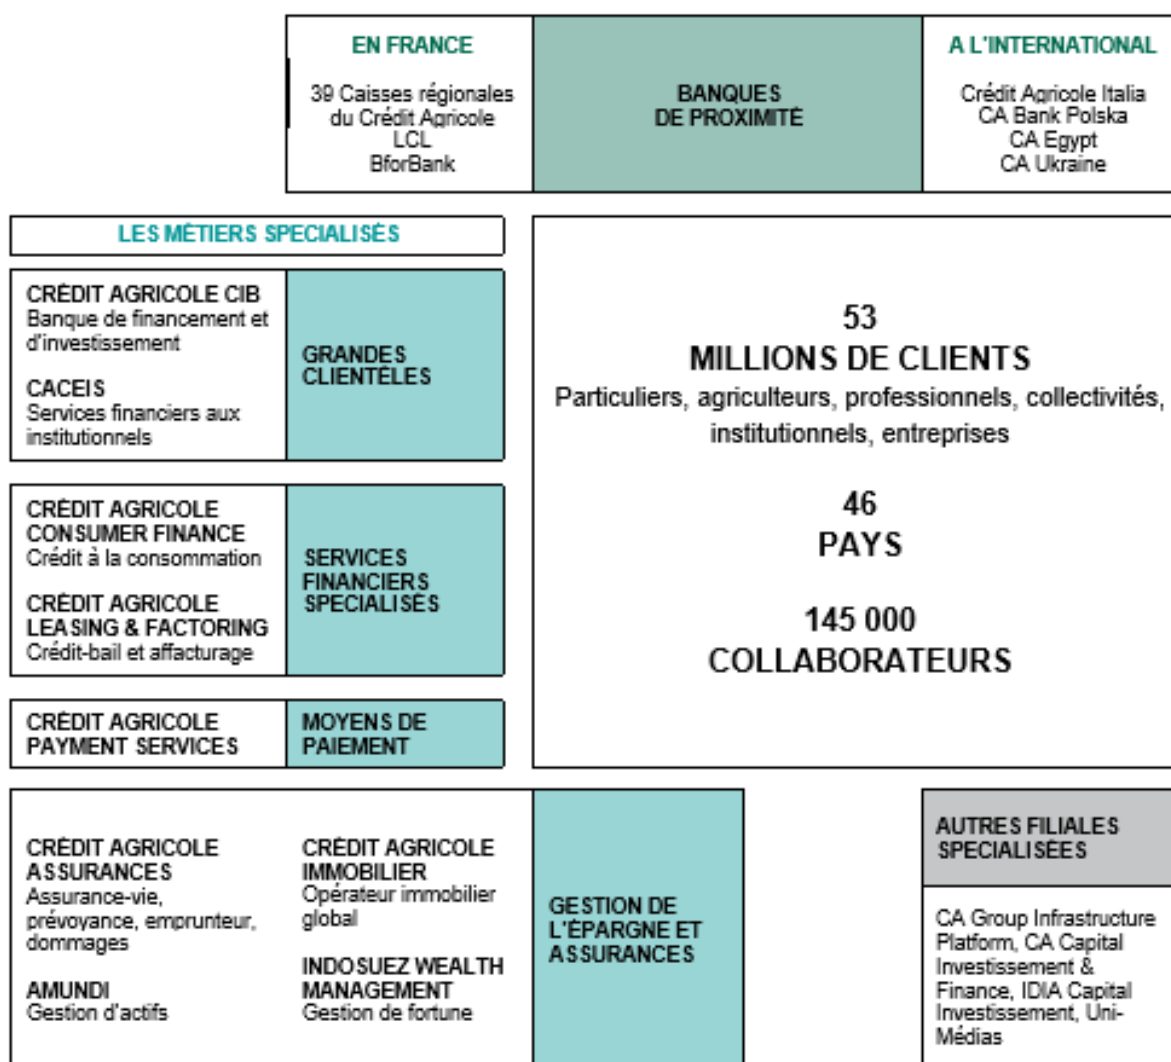 EN FRANCE
39 Caisses régionales
du Crédit Agricole
LCL
BforBank
BANQUES
DE PROXIMITÉ
A L'INTERNATIONAL
Crédit Agricole Italia
CA Bank Polska
CA Egypt
CA Ukraine
LES MÉTIERS SPECIALISÉS
CRÉDIT AGRICOLE CIB
Banque de financement et
d'investissement
CACEIS
Services financiers aux
institutionnels
GRANDES
CLIENTÈLES
CRÉDIT AGRICOLE
CONSUMER FINANCE
Crédit à la consommation
CRÉDIT AGRICOLE
LEASING & FACTORING
Crédit-bail et affacturage
SERVICES
FINANCIERS
SPECIALISÉS
CRÉDIT AGRICOLE
PAYMENT SERVICES
MOYENS DE
PAIEMENT
53
MILLIONS DE CLIENTS
Particuliers, agriculteurs, professionnels, collectivités,
institutionnels, entreprises
46
PAYS
145 000
COLLABORATEURS
CRÉDIT AGRICOLE
ASSURANCES
Assurance-vie,
prévoyance, emprunteur,
dommages
AMUNDI
Gestion d'actifs
CRÉDIT AGRICOLE
IMMOBILIER
Opérateur immobilier
global
INDOSUEZ WEALTH
MANAGEMENT
Gestion de fortune
GESTION DE
L'ÉPARGNE ET
ASSURANCES
AUTRES FILIALES
SPECIALISÉES
CA Group Infrastructure
Platform, CA Capital
Investissement &
Finance, IDIA Capital
Investissement, Uni-
Médias